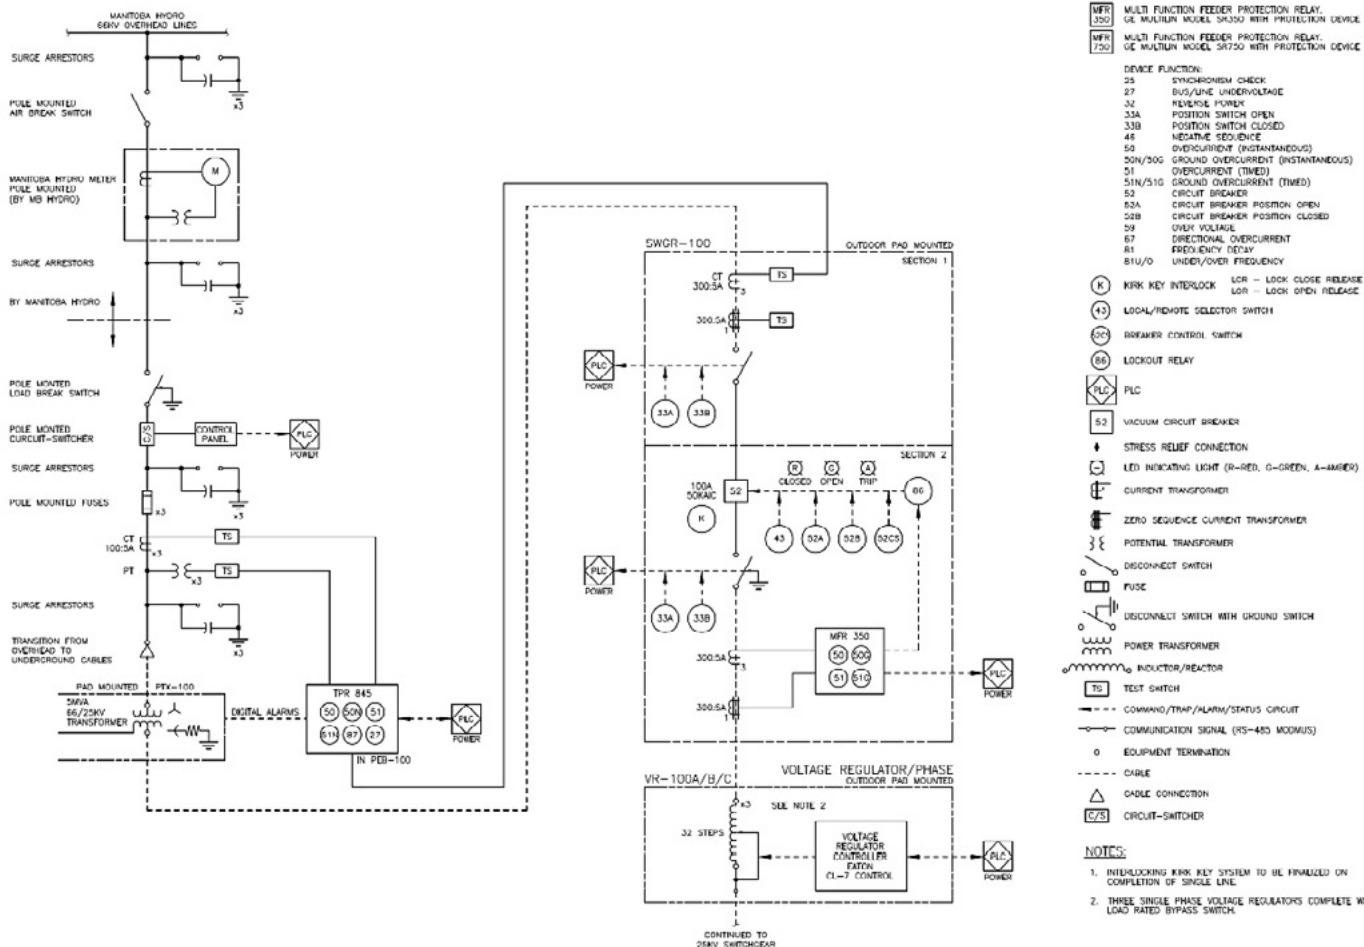 MANITOBA HYDRO
66KV OVERHEAD LINES
SURGE ARRESTORS
x3
POLE MOUNTED
AIR BREAK SWITCH
MANITOBA HYDRO METER
POLE MOUNTED
(BY MB HYDRO)
M
SURGE ARRESTORS
x3
BY MANITOBA HYDRO
POLE MONTED
LOAD BREAK SWITCH
POLE MONTED
CURCUIT-SWITCHER
C/S
CONTROL
PANEL
PLC
POWER
SURGE ARRESTORS
x3
POLE MOUNTED FUSES
x3
CT
100:5A
x3
TS
PT
x3
TS
SURGE ARRESTORS
x3
TRANSITION FROM
OVERHEAD TO
UNDERGROUND CABLES
PAD MOUNTED PTX-100
5MVA
66/25KV
TRANSFORMER
DIGITAL ALARMS
TPR 845
50 50N 51
51N 87 27
IN PEB-100
PLC
POWER
SWGR-100
OUTDOOR PAD MOUNTED
SECTION 1
CT
300:5A
3
TS
300:5A
1
TS
PLC
POWER
33A 33B
SECTION 2
R G A
CLOSED OPEN TRIP
100A
50KAIC
52
86
K
43 52A 52B 52CS
PLC
POWER
33A 33B
MFR 350
50 50G
51 51G
300:5A
3
300:5A
1
PLC
POWER
VR-100A/B/C
VOLTAGE REGULATOR/PHASE
OUTDOOR PAD MOUNTED
x3
SEE NOTE 2
32 STEPS
VOLTAGE
REGULATOR
CONTROLLER
EATON
CL-7 CONTROL
PLC
POWER
CONTINUED TO
25KV SWITCHGEAR
MFR
350
MULTI FUNCTION FEEDER PROTECTION RELAY.
GE MULTILIN MODEL SR350 WITH PROTECTION DEVICE
MFR
750
MULTI FUNCTION FEEDER PROTECTION RELAY.
GE MULTILIN MODEL SR750 WITH PROTECTION DEVICE
DEVICE FUNCTION:
25 SYNCHRONISM CHECK
27 BUS/LINE UNDERVOLTAGE
32 REVERSE POWER
33A POSITION SWITCH OPEN
33B POSITION SWITCH CLOSED
46 NEGATIVE SEQUENCE
50 OVERCURRENT (INSTANTANEOUS)
50N/50G GROUND OVERCURRENT (INSTANTANEOUS)
51 OVERCURRENT (TIMED)
51N/51G GROUND OVERCURRENT (TIMED)
52 CIRCUIT BREAKER
52A CIRCUIT BREAKER POSITION OPEN
52B CIRCUIT BREAKER POSITION CLOSED
59 OVER VOLTAGE
67 DIRECTIONAL OVERCURRENT
81 FREQUENCY DECAY
81U/O UNDER/OVER FREQUENCY
K KIRK KEY INTERLOCK LCR - LOCK CLOSE RELEASE
LOR - LOCK OPEN RELEASE
43 LOCAL/REMOTE SELECTOR SWITCH
52CS BREAKER CONTROL SWITCH
86 LOCKOUT RELAY
PLC PLC
52 VACUUM CIRCUIT BREAKER
STRESS RELIEF CONNECTION
LED INDICATING LIGHT (R-RED, G-GREEN, A-AMBER)
CURRENT TRANSFORMER
ZERO SEQUENCE CURRENT TRANSFORMER
POTENTIAL TRANSFORMER
DISCONNECT SWITCH
FUSE
DISCONNECT SWITCH WITH GROUND SWITCH
POWER TRANSFORMER
INDUCTOR/REACTOR
TS TEST SWITCH
COMMAND/TRAP/ALARM/STATUS CIRCUIT
COMMUNICATION SIGNAL (RS-485 MODMUS)
EQUIPMENT TERMINATION
CABLE
CABLE CONNECTION
C/S CIRCUIT-SWITCHER
NOTES:
1. INTERLOCKING KIRK KEY SYSTEM TO BE FINALIZED ON
COMPLETION OF SINGLE LINE.
2. THREE SINGLE PHASE VOLTAGE REGULATORS COMPLETE W
LOAD RATED BYPASS SWITCH.